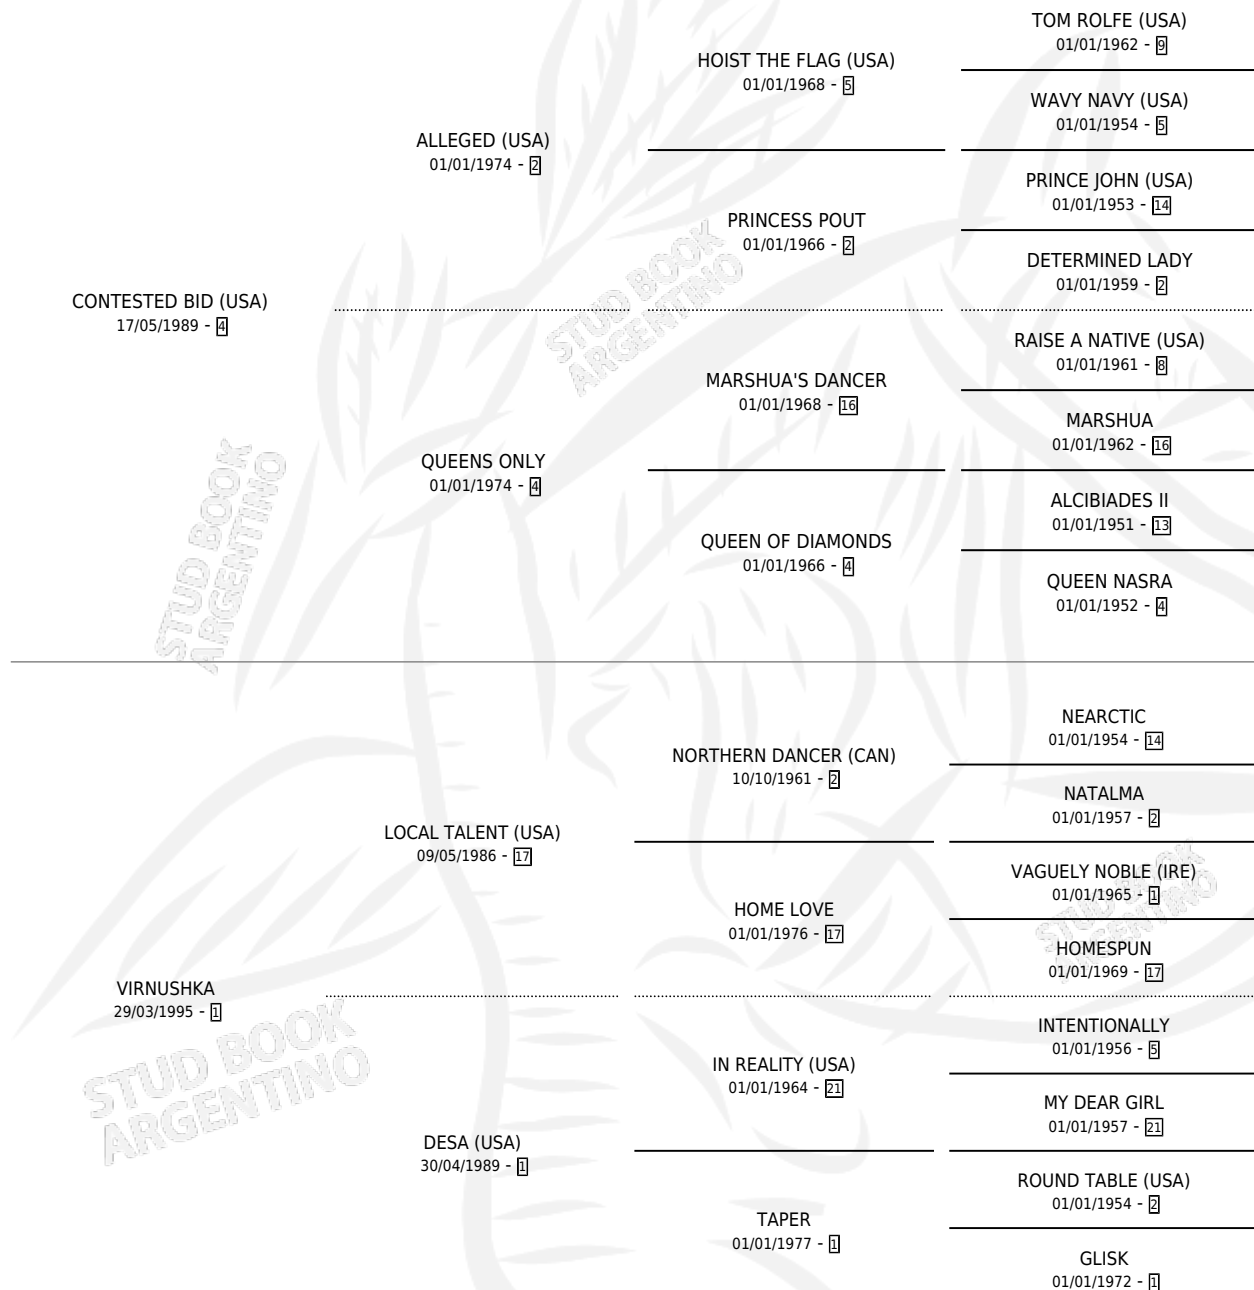 TOM ROLFE (USA)
01/01/1962 - 9
HOIST THE FLAG (USA)
01/01/1968 - 5
WAVY NAVY (USA)
01/01/1954 - 5
ALLEGED (USA)
01/01/1974 - 2
PRINCE JOHN (USA)
01/01/1953 - 14
PRINCESS POUT
01/01/1966 - 2
DETERMINED LADY
01/01/1959 - 2
CONTESTED BID (USA)
17/05/1989 - 4
RAISE A NATIVE (USA)
01/01/1961 - 8
MARSHUA'S DANCER
01/01/1968 - 16
MARSHUA
01/01/1962 - 16
QUEENS ONLY
01/01/1974 - 4
ALCIBIADES II
01/01/1951 - 13
QUEEN OF DIAMONDS
01/01/1966 - 4
QUEEN NASRA
01/01/1952 - 4
NEARCTIC
01/01/1954 - 14
NORTHERN DANCER (CAN)
10/10/1961 - 2
NATALMA
01/01/1957 - 2
LOCAL TALENT (USA)
09/05/1986 - 17
VAGUELY NOBLE (IRE)
01/01/1965 - 1
HOME LOVE
01/01/1976 - 17
HOMESPUN
01/01/1969 - 17
VIRNUSHKA
29/03/1995 - 1
INTENTIONALLY
01/01/1956 - 5
IN REALITY (USA)
01/01/1964 - 21
MY DEAR GIRL
01/01/1957 - 21
DESA (USA)
30/04/1989 - 1
ROUND TABLE (USA)
01/01/1954 - 2
TAPER
01/01/1977 - 1
GLISK
01/01/1972 - 1
STUD BOOK
ARGENTINO
STUD BOOK
ARGENTINO
STUD BOOK
ARGENTINO
STUD BOOK
ARGENTINO